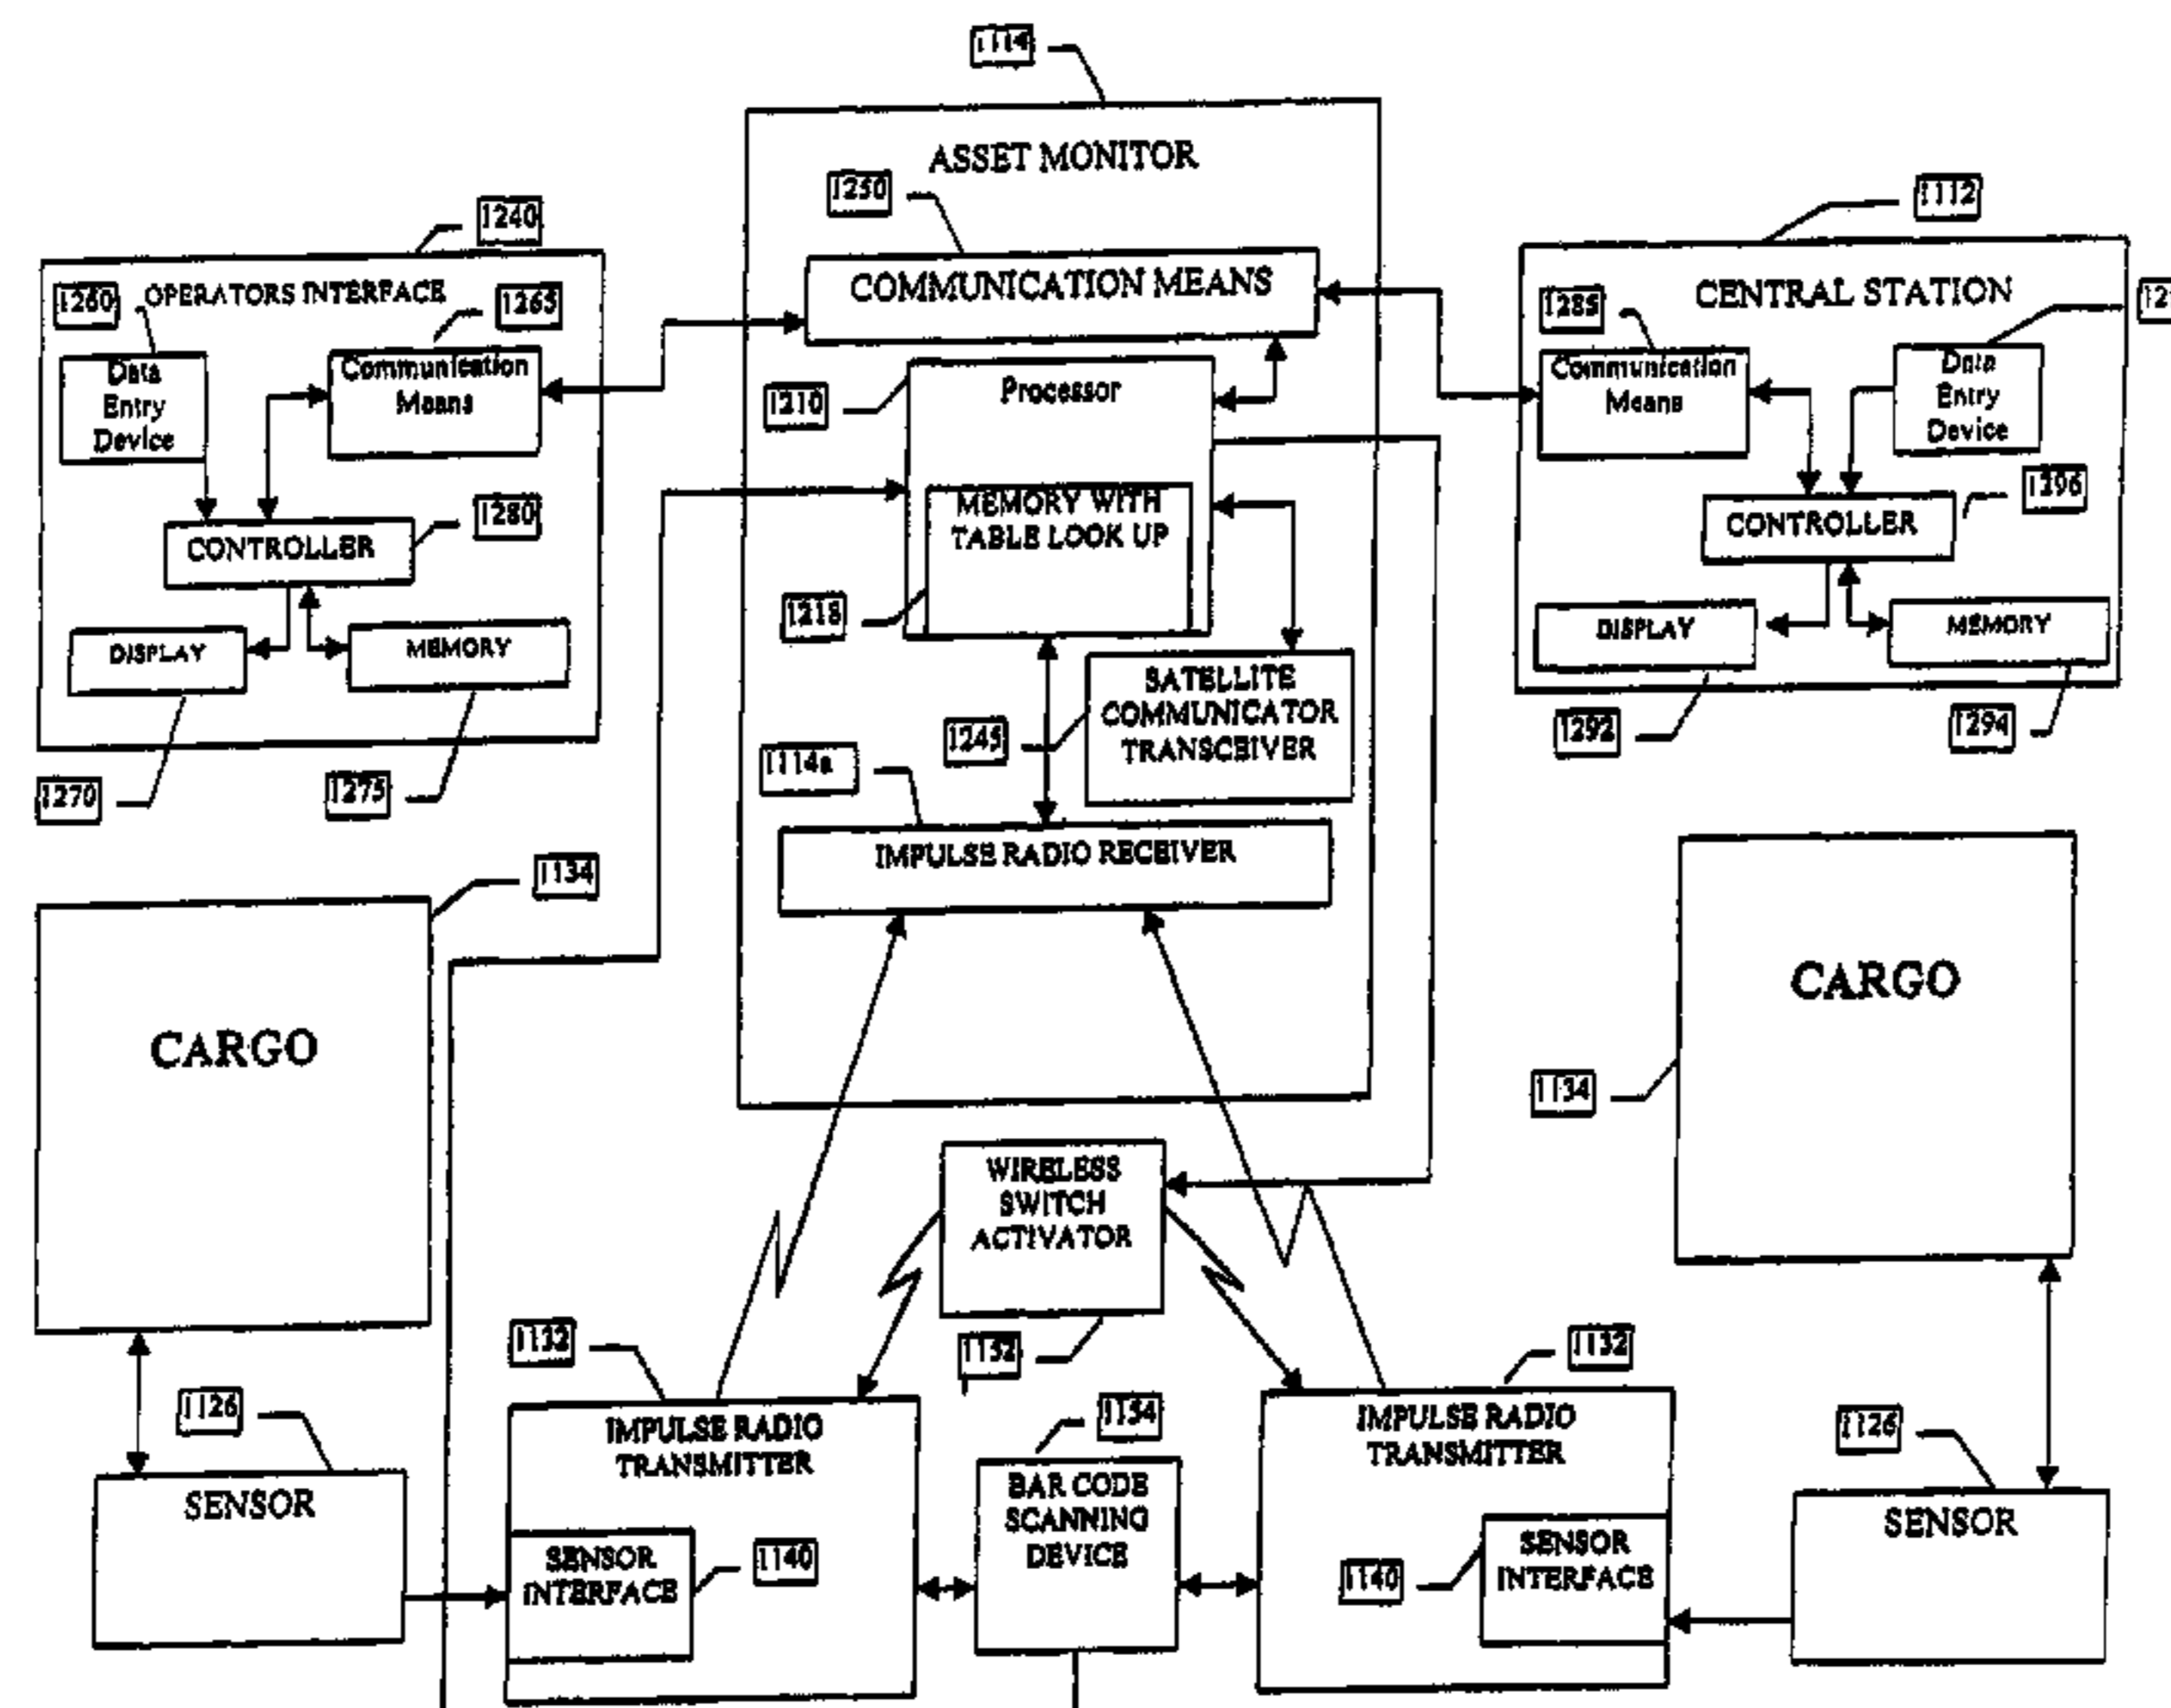 1114
ASSET MONITOR
1250
COMMUNICATION MEANS
1240
OPERATORS INTERFACE
1260
1265
Data
Entry
Device
Communication
Means
1280
CONTROLLER
DISPLAY
MEMORY
1270
1275
1210
Processor
MEMORY WITH
TABLE LOOK UP
1218
SATELLITE
COMMUNICATOR
TRANSCEIVER
1245
1114a
IMPULSE RADIO RECEIVER
1112
CENTRAL STATION
1285
Communication
Means
Data
Entry
Device
1296
CONTROLLER
DISPLAY
MEMORY
1292
1294
1134
CARGO
CARGO
1134
WIRELESS
SWITCH
ACTIVATOR
1152
1132
1132
1126
SENSOR
IMPULSE RADIO
TRANSMITTER
SENSOR
INTERFACE
1140
1154
BAR CODE
SCANNING
DEVICE
IMPULSE RADIO
TRANSMITTER
SENSOR
INTERFACE
1140
1126
SENSOR